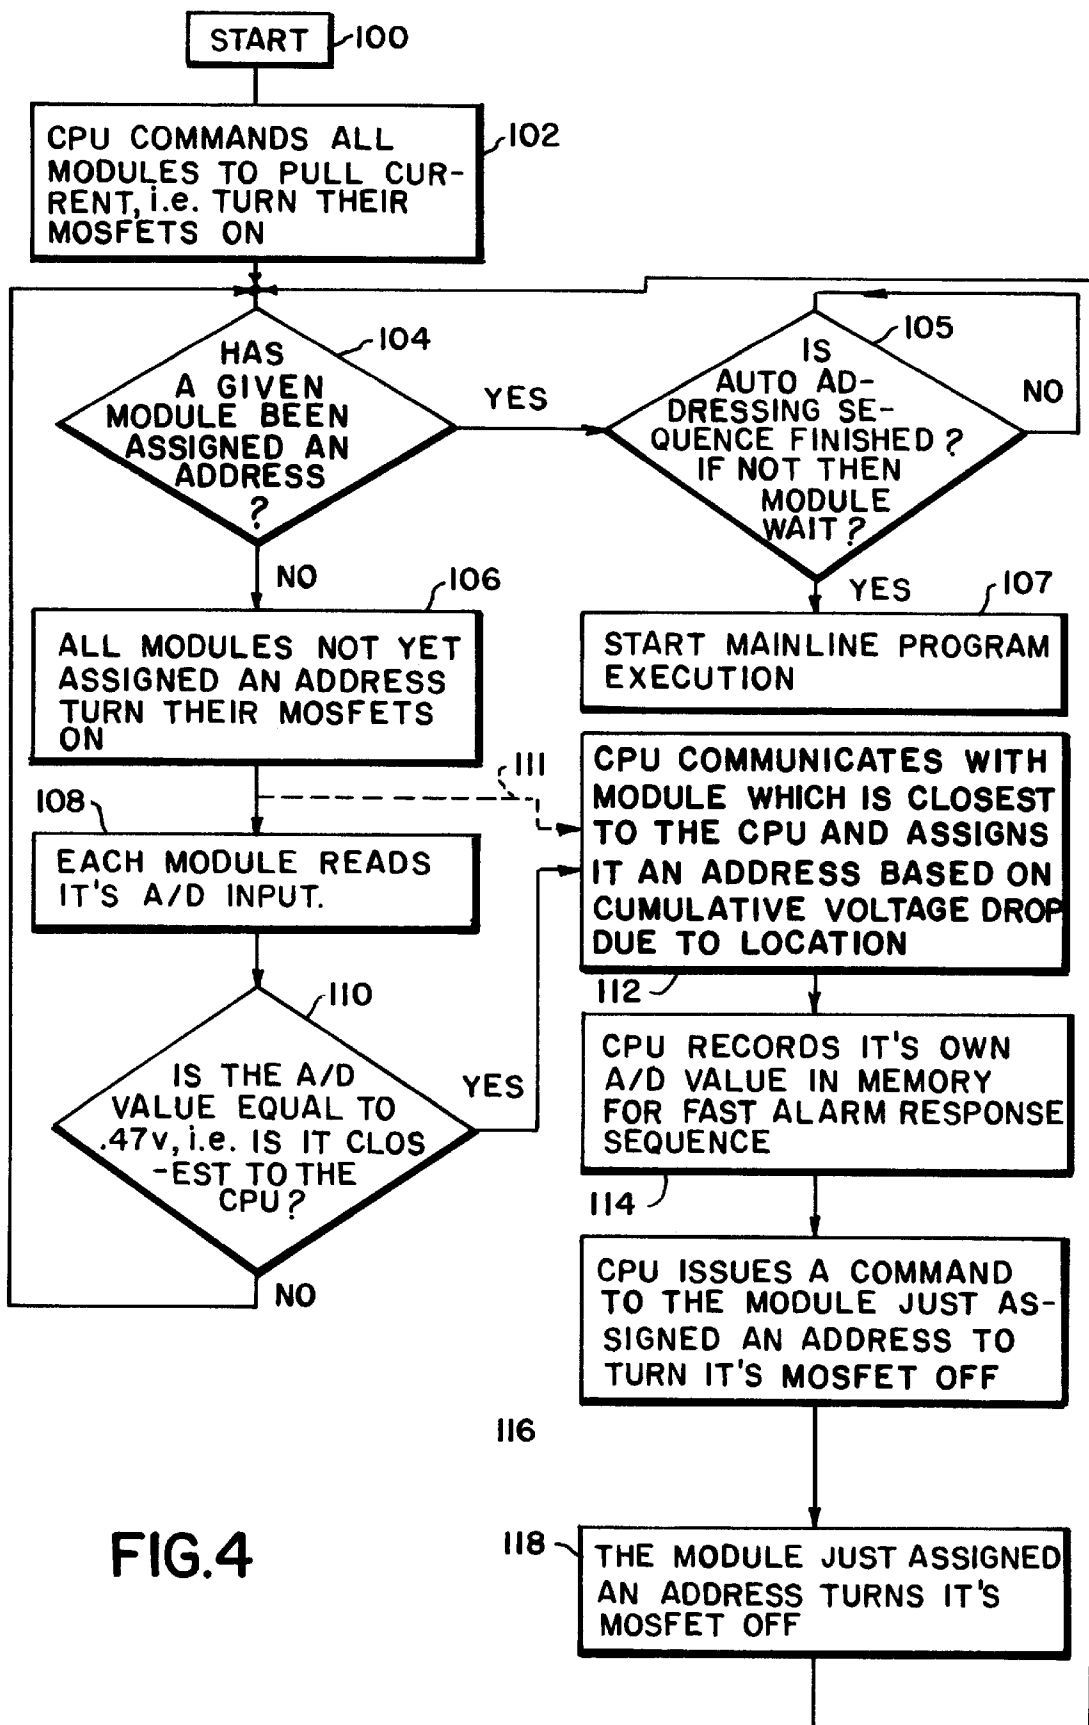 START
100
CPU COMMANDS ALL
MODULES TO PULL CUR-
RENT, i.e. TURN THEIR
MOSFETS ON
102
HAS
A GIVEN
MODULE BEEN
ASSIGNED AN
ADDRESS
?
104
YES
IS
AUTO AD-
DRESSING SE-
QUENCE FINISHED?
IF NOT THEN
MODULE
WAIT?
105
NO
NO
YES
ALL MODULES NOT YET
ASSIGNED AN ADDRESS
TURN THEIR MOSFETS
ON
106
START MAINLINE PROGRAM
EXECUTION
107
111
108
EACH MODULE READS
IT'S A/D INPUT.
CPU COMMUNICATES WITH
MODULE WHICH IS CLOSEST
TO THE CPU AND ASSIGNS
IT AN ADDRESS BASED ON
CUMULATIVE VOLTAGE DROP
DUE TO LOCATION
112
IS THE A/D
VALUE EQUAL TO
.47v, i.e. IS IT CLOS
-EST TO THE
CPU?
110
YES
NO
CPU RECORDS IT'S OWN
A/D VALUE IN MEMORY
FOR FAST ALARM RESPONSE
SEQUENCE
114
CPU ISSUES A COMMAND
TO THE MODULE JUST AS-
SIGNED AN ADDRESS TO
TURN IT'S MOSFET OFF
116
118
THE MODULE JUST ASSIGNED
AN ADDRESS TURNS IT'S
MOSFET OFF
FIG.4